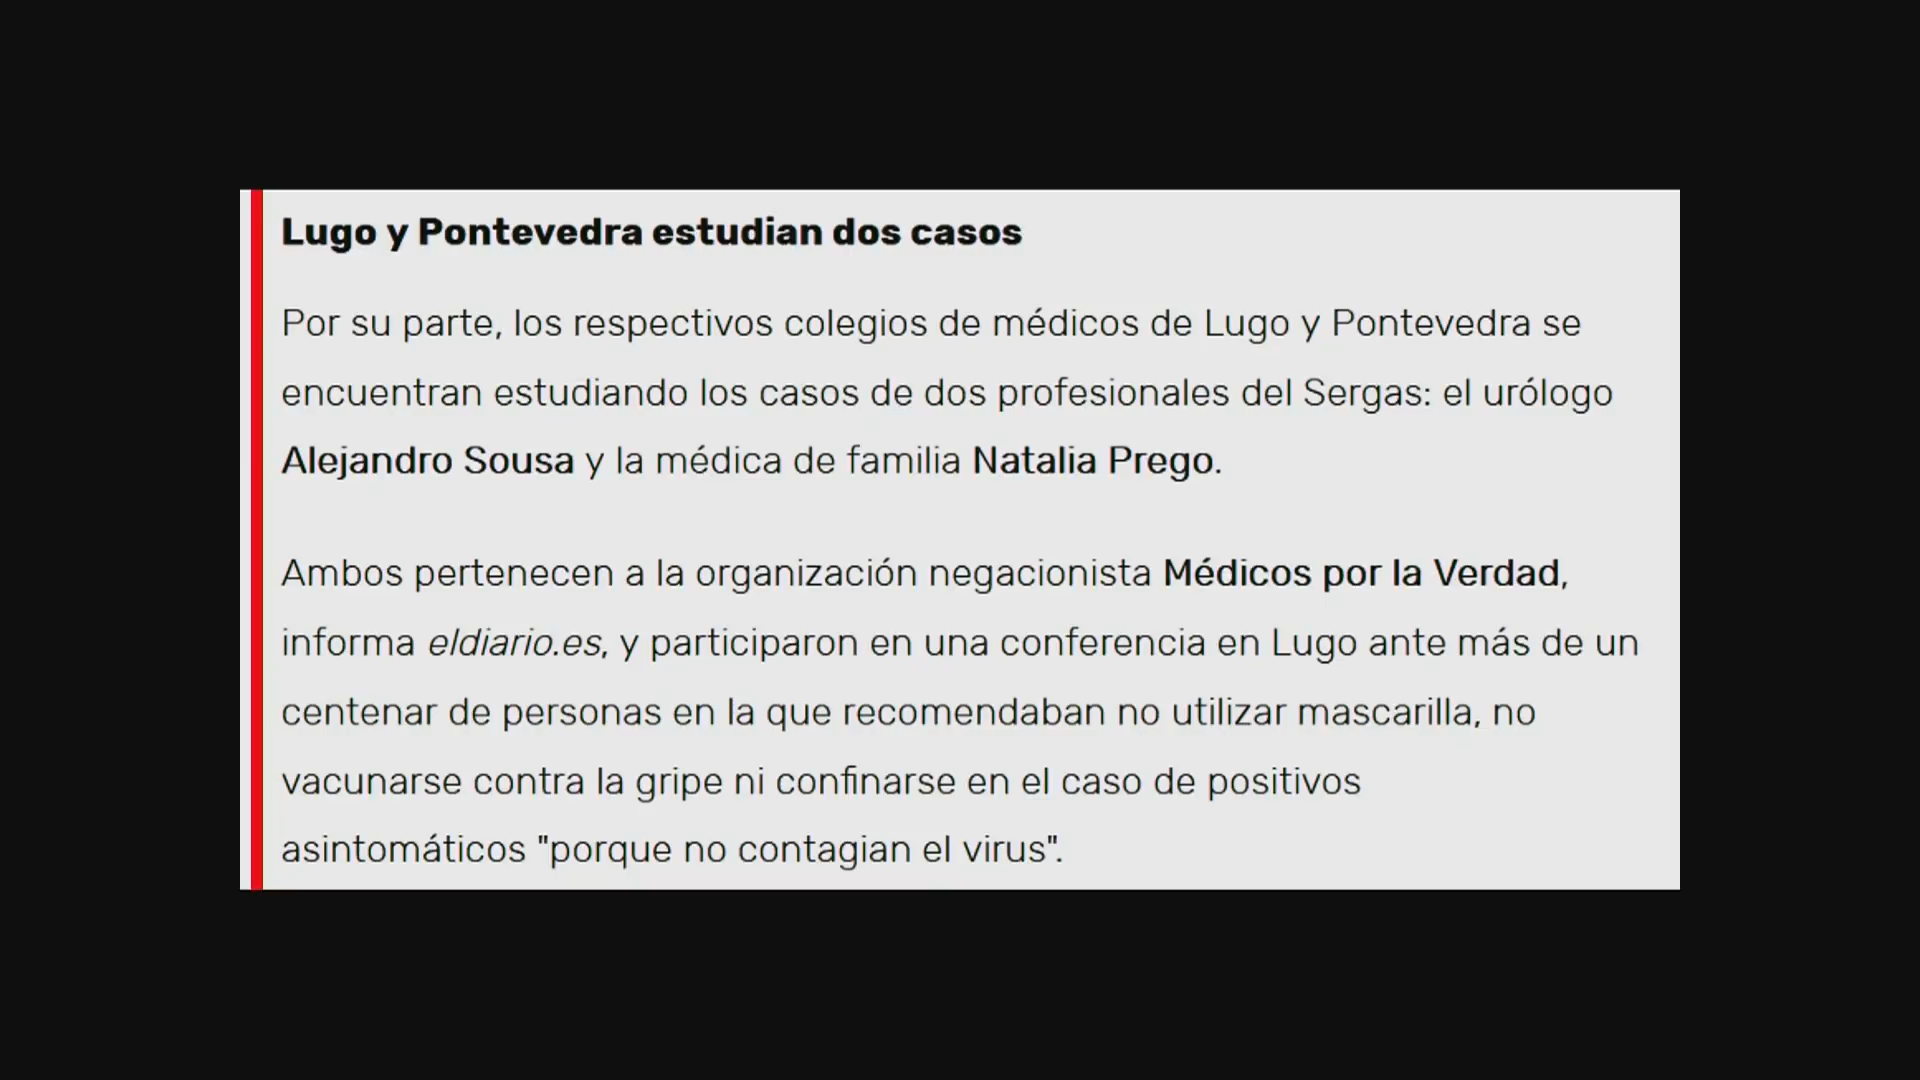 Lugo y Pontevedra estudian dos casos
Por su parte, los respectivos colegios de médicos de Lugo y Pontevedra se
encuentran estudiando los casos de dos profesionales del Sergas: el urólogo
Alejandro Sousa y la médica de familia Natalia Prego.
Ambos pertenecen a la organización negacionista Médicos por la Verdad,
informa eldiario.es, y participaron en una conferencia en Lugo ante más de un
centenar de personas en la que recomendaban no utilizar mascarilla, no
vacunarse contra la gripe ni confinarse en el caso de positivos
asintomáticos "porque no contagian el virus".